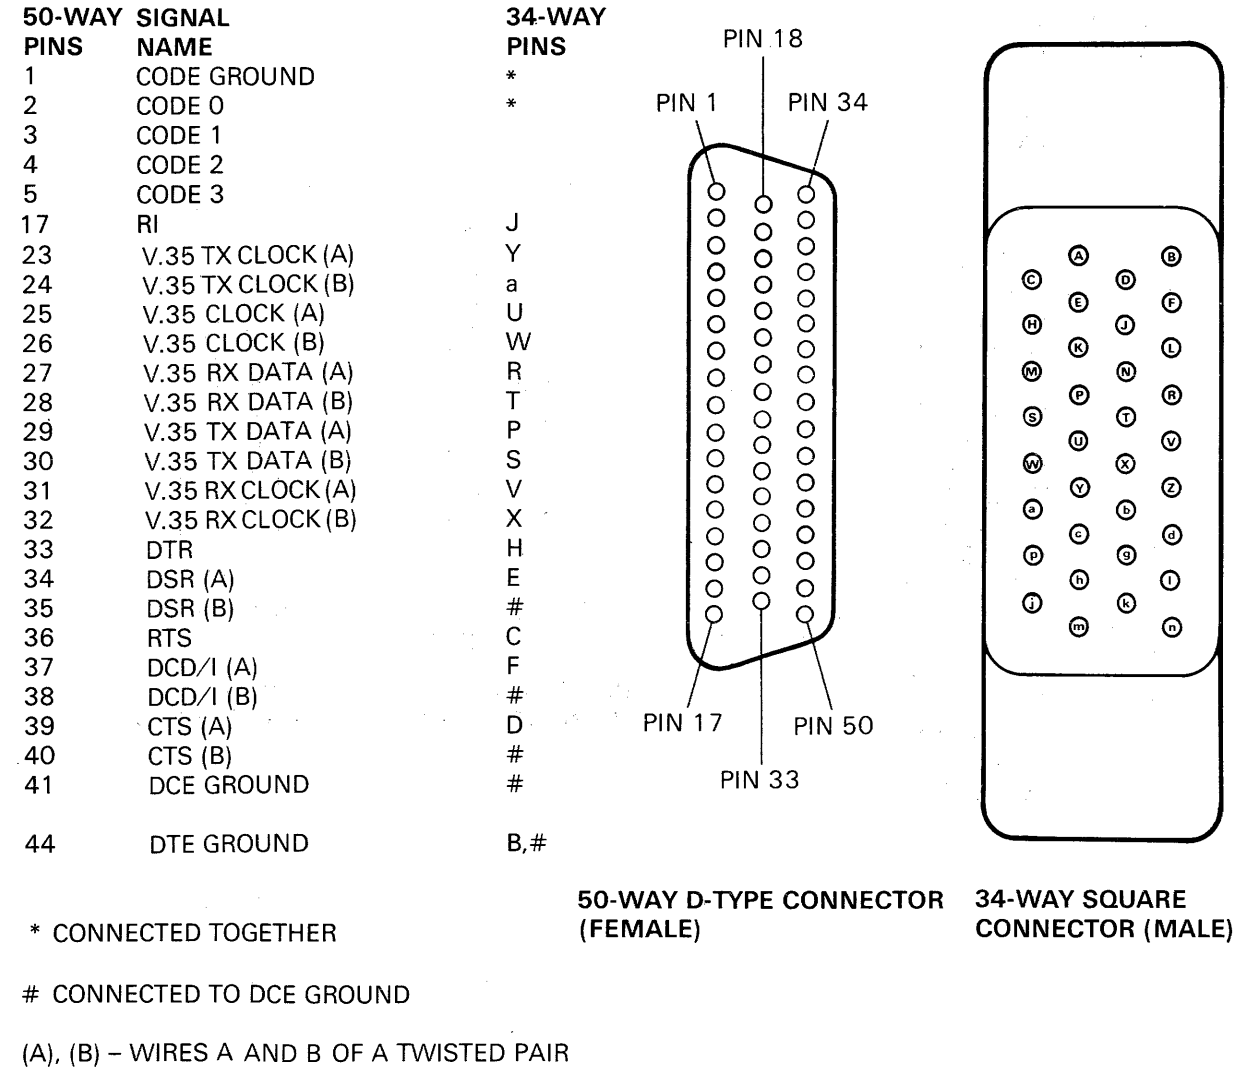 50-WAY SIGNAL 34-WAY
PINS NAME PINS
1 CODE GROUND *
2 CODE 0 *
3 CODE 1
4 CODE 2
5 CODE 3
17 RI J
23 V.35 TX CLOCK (A) Y
24 V.35 TX CLOCK (B) a
25 V.35 CLOCK (A) U
26 V.35 CLOCK (B) W
27 V.35 RX DATA (A) R
28 V.35 RX DATA (B) T
29 V.35 TX DATA (A) P
30 V.35 TX DATA (B) S
31 V.35 RX CLOCK (A) V
32 V.35 RX CLOCK (B) X
33 DTR H
34 DSR (A) E
35 DSR (B) #
36 RTS C
37 DCD/I (A) F
38 DCD/I (B) #
39 CTS (A) D
40 CTS (B) #
41 DCE GROUND #
44 DTE GROUND B,#
* CONNECTED TOGETHER
# CONNECTED TO DCE GROUND
(A), (B) – WIRES A AND B OF A TWISTED PAIR
PIN 18
PIN 1 PIN 34
PIN 17 PIN 50
PIN 33
50-WAY D-TYPE CONNECTOR
(FEMALE)
A B
C D
E F
H J
K L
M N
P R
S T
U V
W X
Y Z
a b
c d
p g
h l
j k
m n
34-WAY SQUARE
CONNECTOR (MALE)